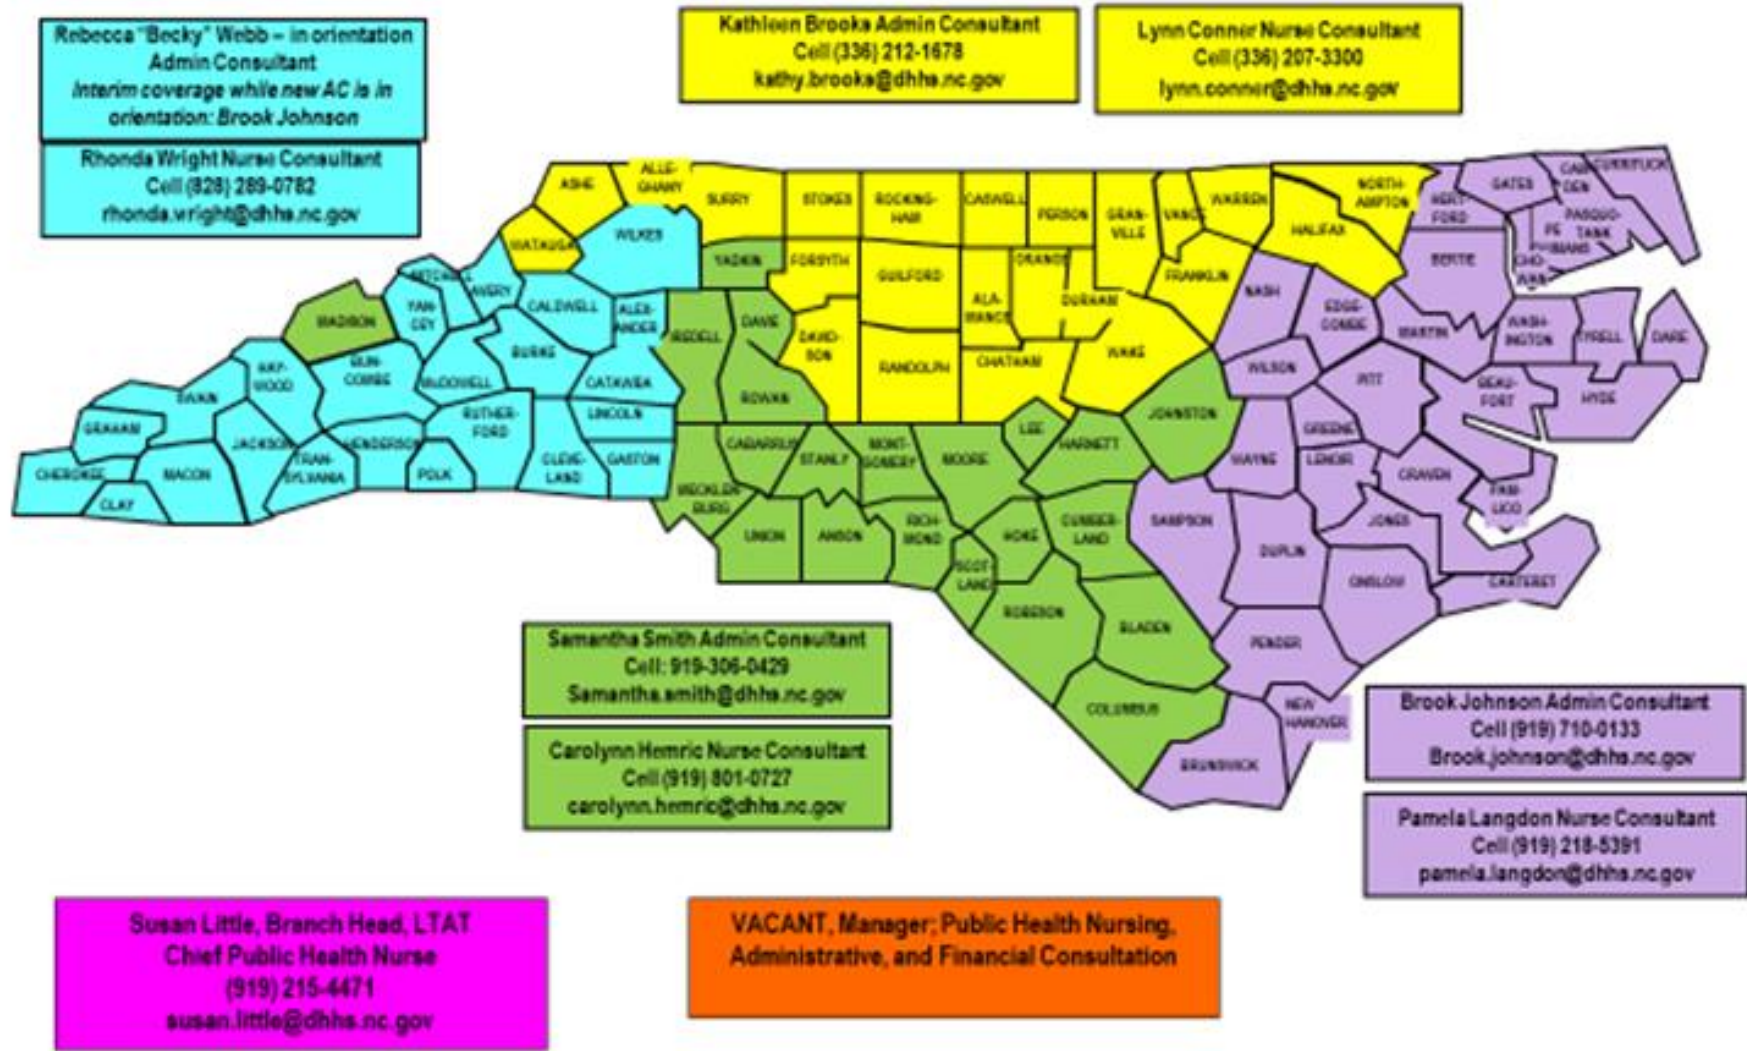 Rebecca "Becky" Webb – in orientation
Admin Consultant
Interim coverage while new AC is in
orientation: Brook Johnson
Rhonda Wright Nurse Consultant
Cell (828) 289-0782
rhonda.wright@dhhs.nc.gov
Kathleen Brooks Admin Consultant
Cell (336) 212-1678
kathy.brooks@dhhs.nc.gov
Lynn Conner Nurse Consultant
Cell (336) 207-3300
lynn.conner@dhhs.nc.gov
ASHE
ALLE-
GHANY
SURRY
STOKES
ROCKING-
HAM
CASWELL
PERSON
GRAN-
VILLE
VANCE
WARREN
HALIFAX
NORTH-
AMPTON
HERT-
FORD
GATES
CAM
DEN
CURRITUCK
PASQUO-
TANK
PE
IMANS
CHO-
WAN
WATAUGA
WILKES
YADKIN
FORSYTH
GUILFORD
ALA-
MANCE
ORANGE
DURHAM
FRANKLIN
NASH
EDGE-
COMBE
BERTIE
MARTIN
WASH-
INGTON
TYRELL
DARE
MITCHELL
AVERY
YAN-
CEY
CALDWELL
ALEX-
ANDER
IREDELL
DAVIE
DAVID-
SON
RANDOLPH
CHATHAM
WAKE
WILSON
PITT
BEAU-
FORT
HYDE
MADISON
HAY-
WOOD
BUN-
COMBE
McDOWELL
BURKE
CATAWBA
ROWAN
JOHNSTON
GREENE
SWAIN
GRAHAM
JACKSON
HENDERSON
RUTHER-
FORD
LINCOLN
CABARRUS
STANLY
MONT-
GOMERY
MOORE
LEE
HARNETT
WAYNE
LENOIR
CRAVEN
PAM-
LICO
CHEROKEE
CLAY
MACON
TRAN-
SYLVANIA
POLK
CLEVE-
LAND
GASTON
MECKLEN
BURG
UNION
ANSON
RICH-
MOND
SCOT-
LAND
HOKE
CUMBER-
LAND
SAMPSON
DUPLIN
JONES
ONSLOW
CARTERET
ROBESON
BLADEN
PENDER
COLUMBUS
NEW
HANOVER
BRUNSWICK
Samantha Smith Admin Consultant
Cell: 919-306-0429
Samantha.smith@dhhs.nc.gov
Carolynn Hemric Nurse Consultant
Cell (919) 801-0727
carolynn.hemric@dhhs.nc.gov
Brook Johnson Admin Consultant
Cell (919) 710-0133
Brook.johnson@dhhs.nc.gov
Pamela Langdon Nurse Consultant
Cell (919) 218-5391
pamela.langdon@dhhs.nc.gov
Susan Little, Branch Head, LTAT
Chief Public Health Nurse
(919) 215-4471
susan.little@dhhs.nc.gov
VACANT, Manager; Public Health Nursing,
Administrative, and Financial Consultation